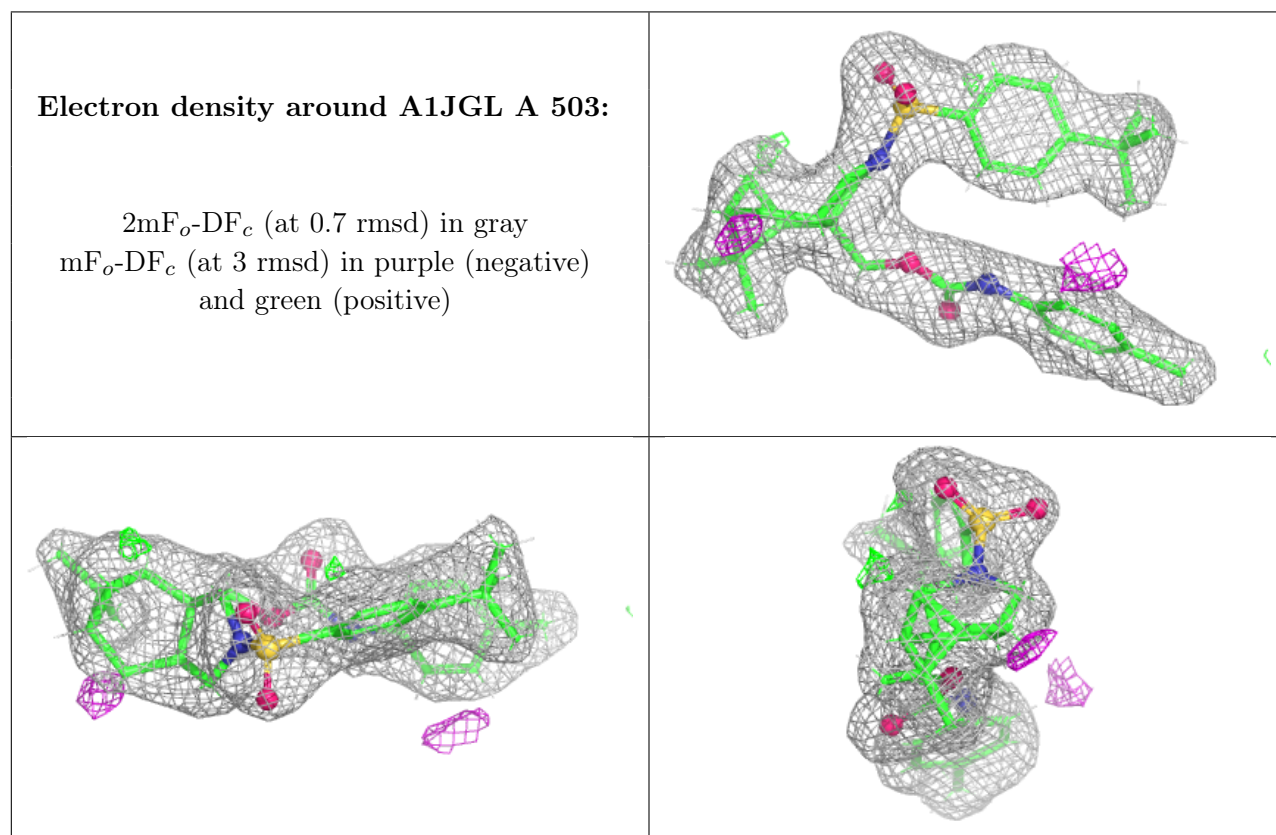 Electron density around A1JGL A 503:
2mFₒ-DF𝒸 (at 0.7 rmsd) in gray
mFₒ-DF𝒸 (at 3 rmsd) in purple (negative)
and green (positive)